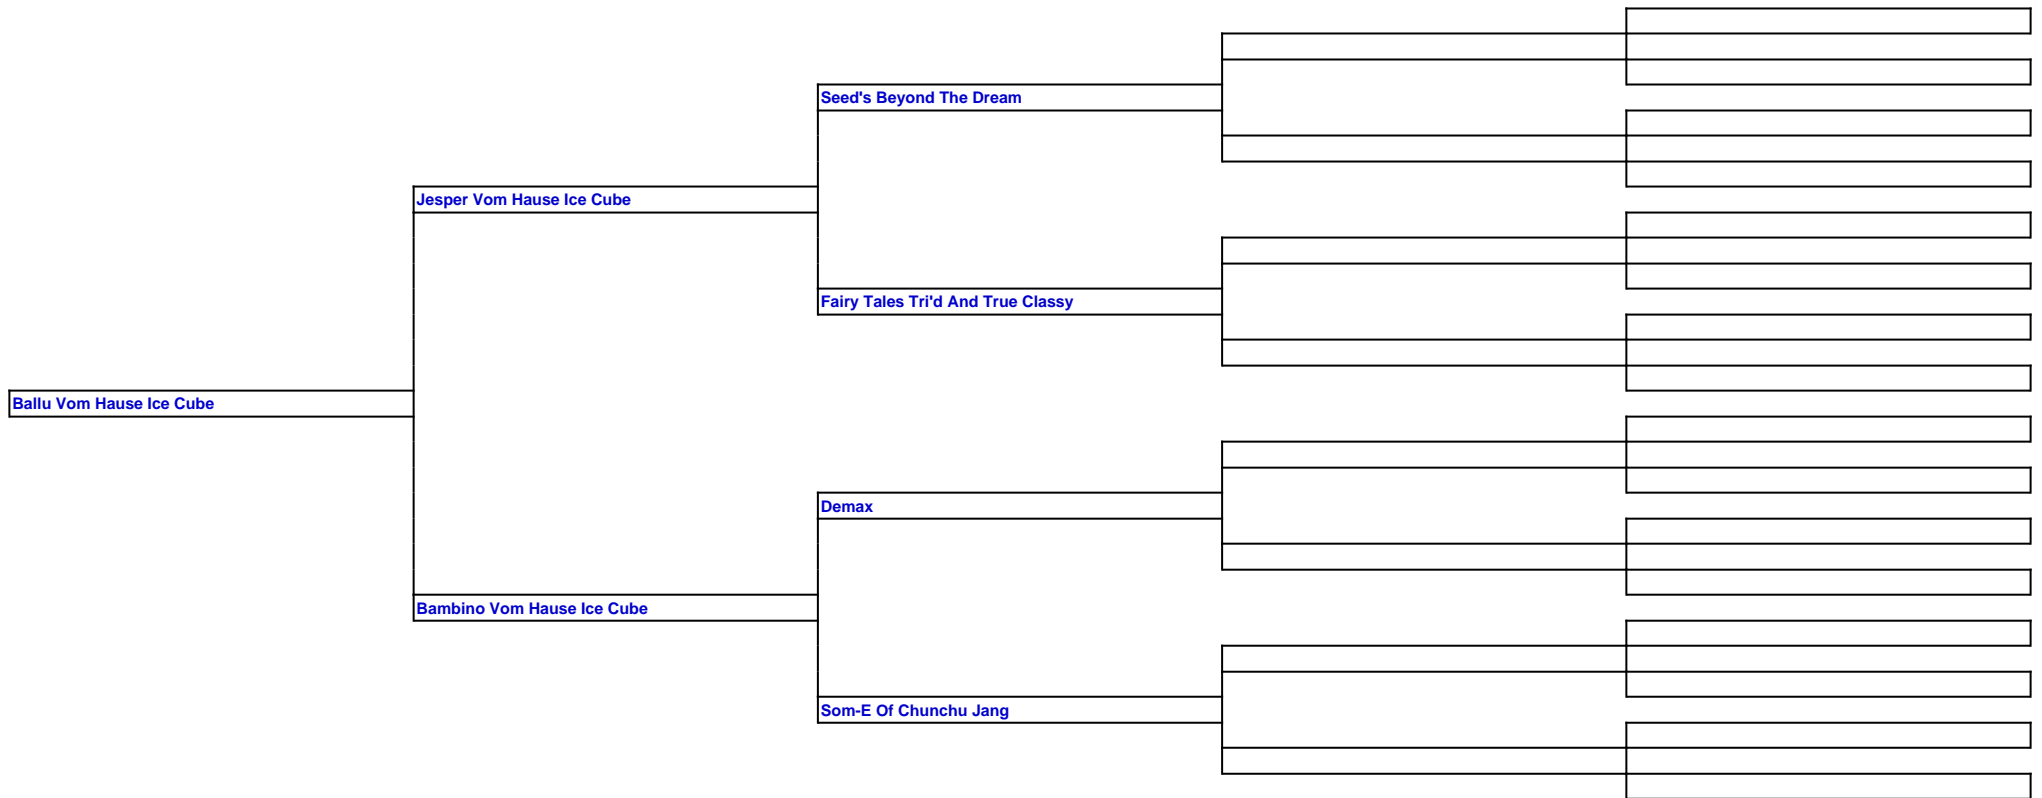 Seed's Beyond The Dream
Jesper Vom Hause Ice Cube
Fairy Tales Tri'd And True Classy
Ballu Vom Hause Ice Cube
Demax
Bambino Vom Hause Ice Cube
Som-E Of Chunchu Jang